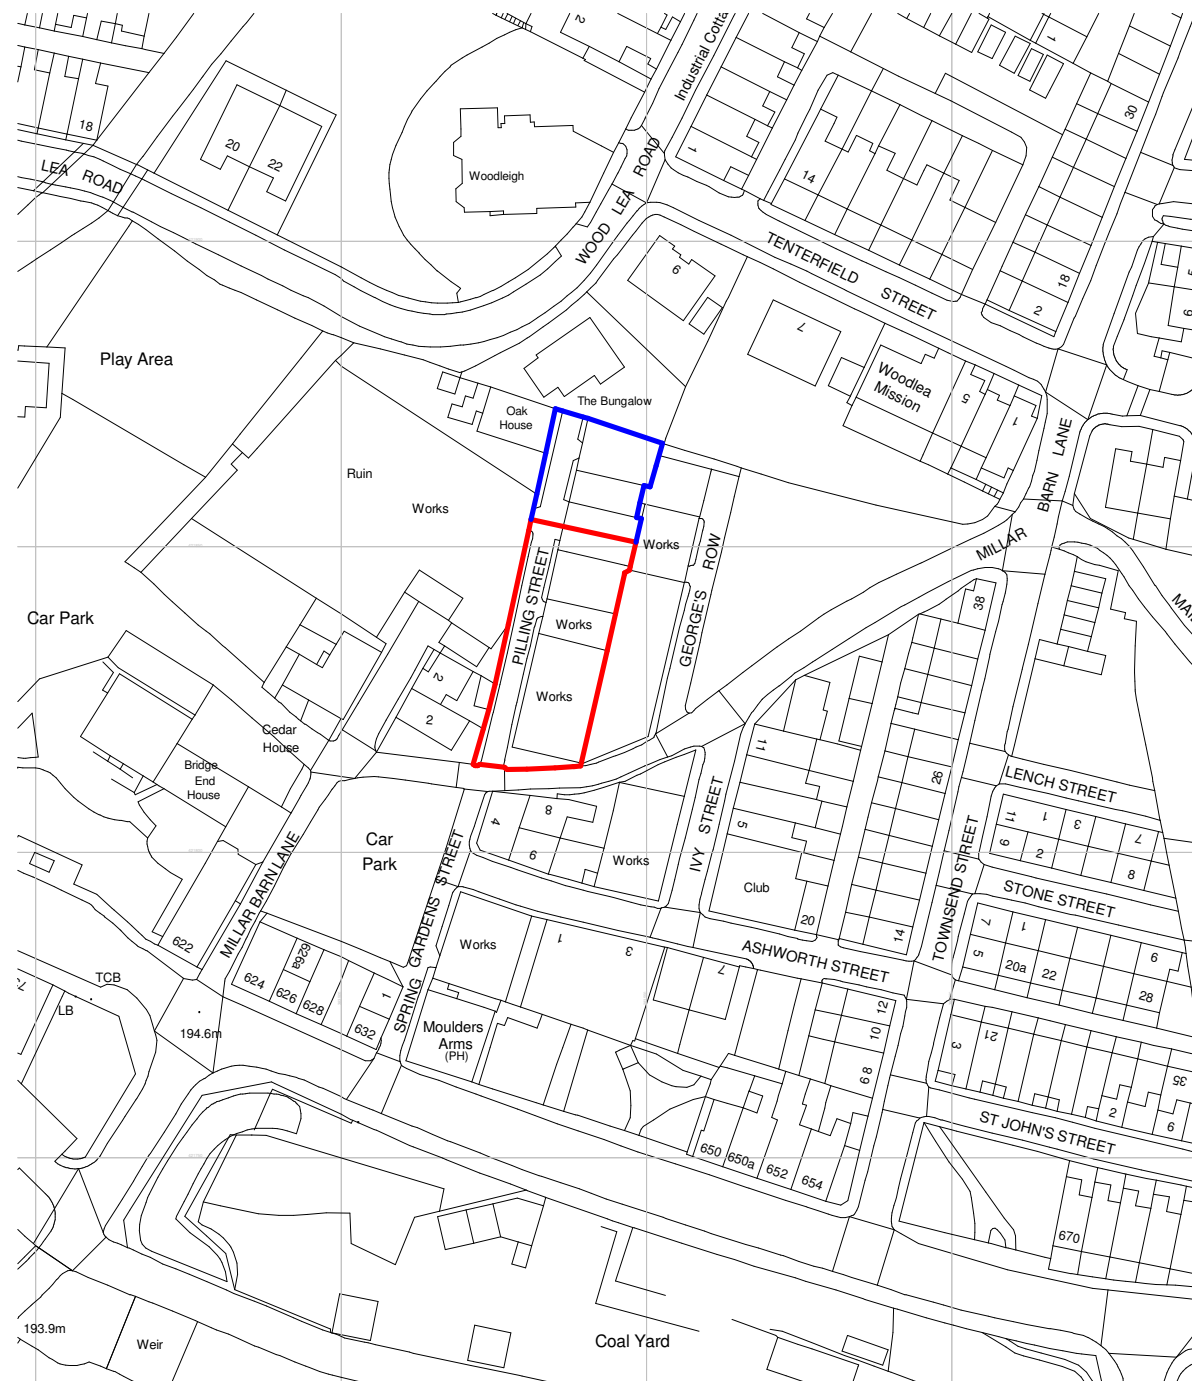 2
Industrial Cotta
1
30
18
20
22
LEA ROAD
Woodleigh
1
14
WOOD LEA ROAD
TENTERFIELD STREET
18
2
5
9
6
7
Play Area
Woodlea
Mission
5
1
The Bungalow
Oak
House
BARN LANE
MILLAR
Ruin
Works
Works
GEORGE'S ROW
PILLING STREET
Works
38
MAI
Car Park
Works
2
2
Cedar
House
Bridge
End
House
11
26
LENCH STREET
IVY STREET
5
TOWNSEND STREET
11
1
3
7
9
2
8
4
8
9
Works
Car
Park
Club
20
14
STONE STREET
MILLAR BARN LANE
SPRING GARDENS STREET
Works
1
3
7
ASHWORTH STREET
7
1
5
20a
22
6
28
622
624
626a
626
628
1
632
TCB
LB
194.6m
Moulders
Arms
(PH)
12
10
6 8
3
21
35
2
6
ST JOHN'S STREET
650
650a
652
654
670
193.9m
Weir
Coal Yard